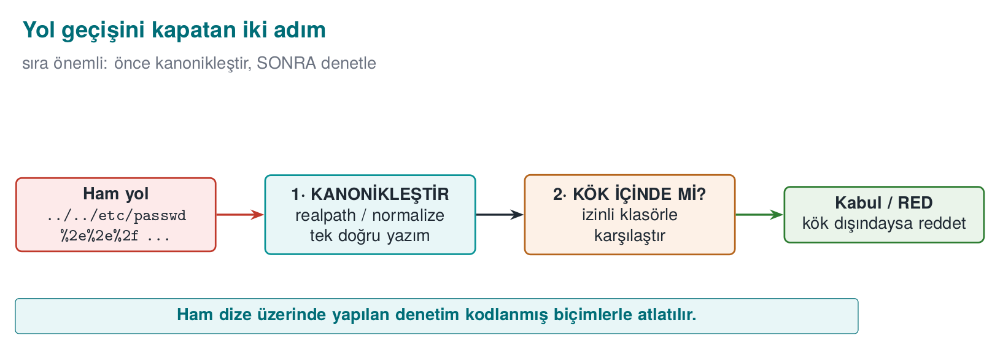 Yol geçişini kapatan iki adım
sıra önemli: önce kanonikleştir, SONRA denetle
Ham yol
../../etc/passwd
%2e%2e%2f ...
1· KANONİKLEŞTİR
realpath / normalize
tek doğru yazım
2· KÖK İÇİNDE Mİ?
izinli klasörle
karşılaştır
Kabul / RED
kök dışındaysa reddet
Ham dize üzerinde yapılan denetim kodlanmış biçimlerle atlatılır.